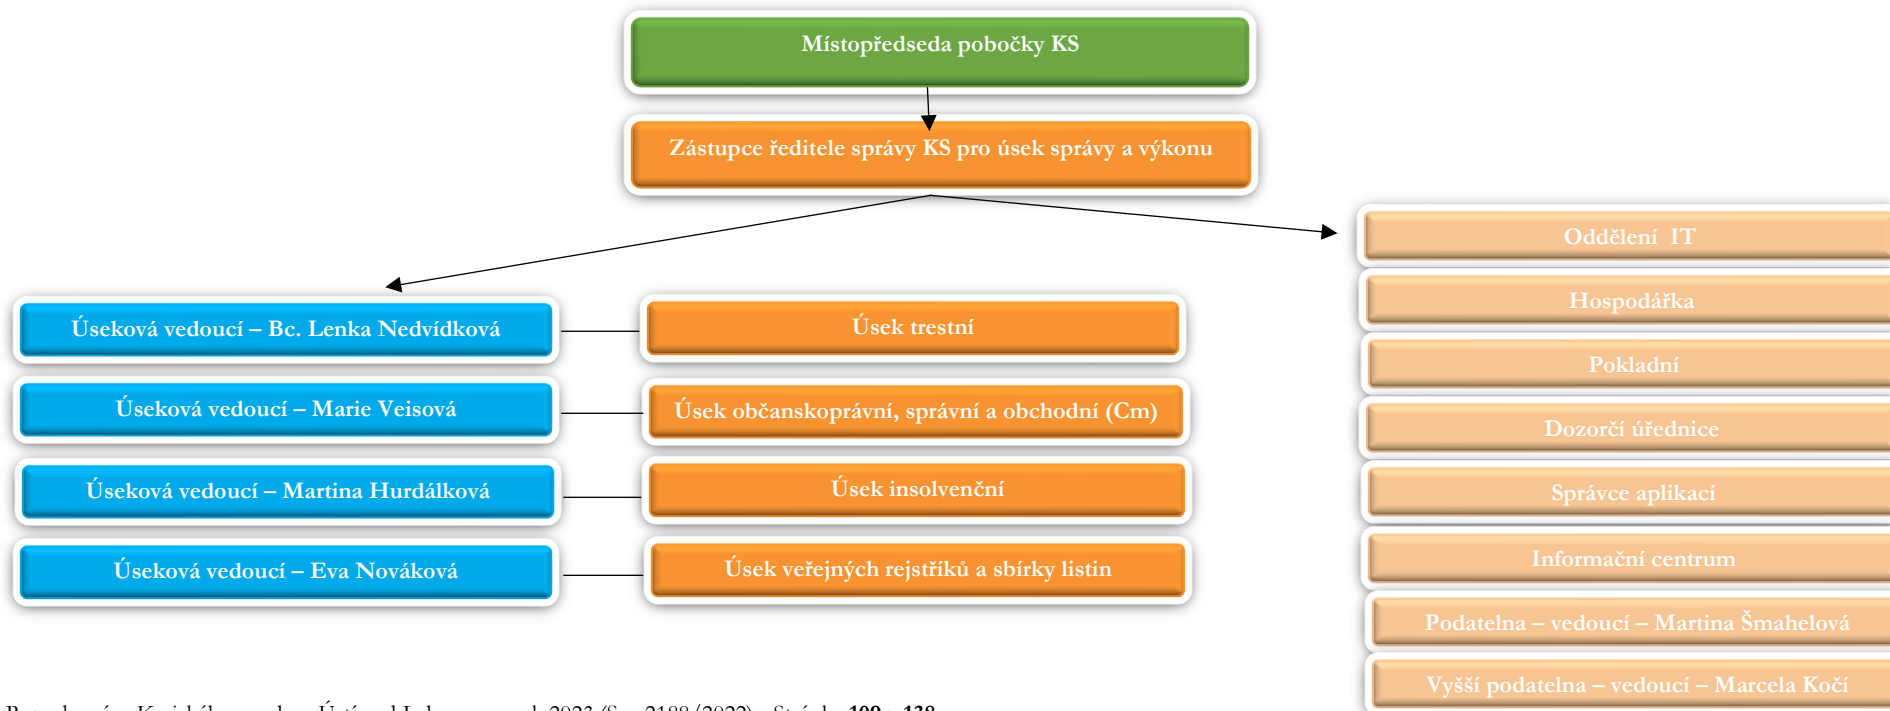 Místopředseda pobočky KS
Zástupce ředitele správy KS pro úsek správy a výkonu
Úseková vedoucí – Bc. Lenka Nedvídková
Úsek trestní
Úseková vedoucí – Marie Veisová
Úsek občanskoprávní, správní a obchodní (Cm)
Úseková vedoucí – Martina Hurdálková
Úsek insolvenční
Úseková vedoucí – Eva Nováková
Úsek veřejných rejstříků a sbírky listin
Oddělení IT
Hospodářka
Pokladní
Dozorčí úřednice
Správce aplikací
Informační centrum
Podatelna – vedoucí – Martina Šmahelová
Vyšší podatelna – vedoucí – Marcela Kočí